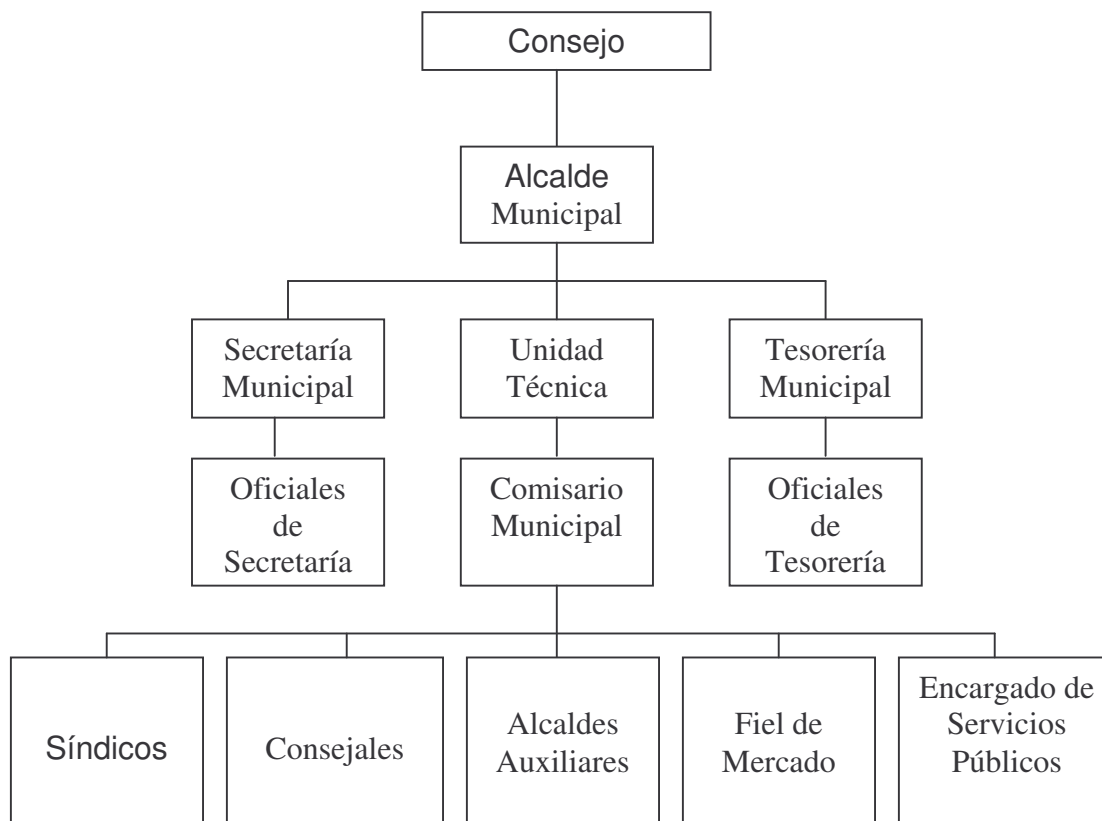 Consejo
Alcalde
Municipal
Secretaría
Municipal
Unidad
Técnica
Tesorería
Municipal
Oficiales
de
Secretaría
Comisario
Municipal
Oficiales
de
Tesorería
Síndicos
Consejales
Alcaldes
Auxiliares
Fiel de
Mercado
Encargado de
Servicios
Públicos